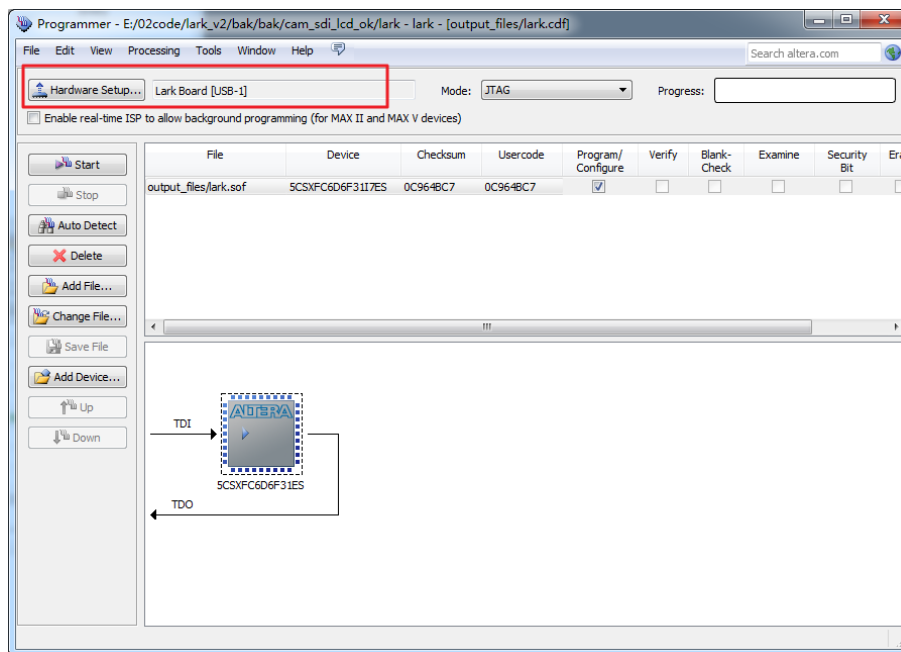 Programmer - E:/02code/lark_v2/bak/bak/cam_sdi_lcd_ok/lark - lark - [output_files/lark.cdf]
File Edit View Processing Tools Window Help
Search altera.com
Hardware Setup... Lark Board [USB-1] Mode: JTAG Progress:
Enable real-time ISP to allow background programming (for MAX II and MAX V devices)
Start
Stop
Auto Detect
Delete
Add File...
Change File...
Save File
Add Device...
Up
Down
File Device Checksum Usercode Program/ Verify Blank- Examine Security Era
Configure Check Bit
output_files/lark.sof 5CSXFC6D6F31I7ES 0C964BC7 0C964BC7
ALTERA
TDI
5CSXFC6D6F31ES
TDO